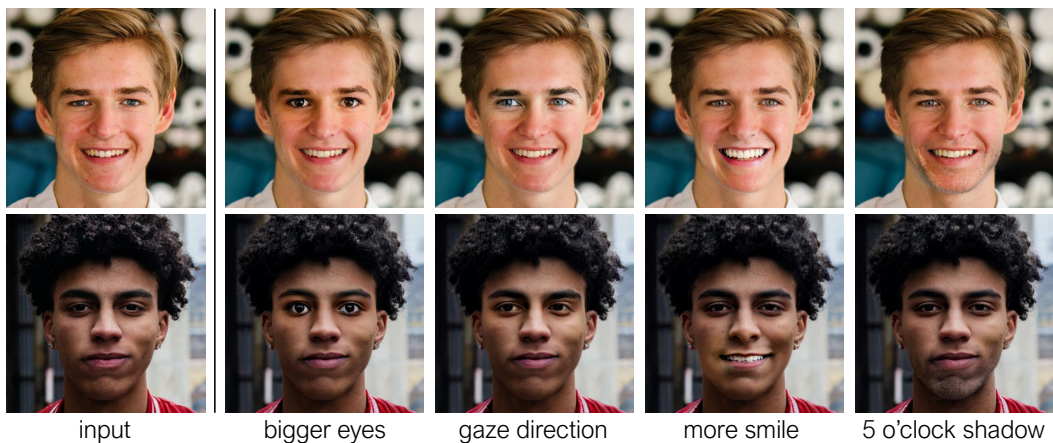 input
bigger eyes
gaze direction
more smile
5 o'clock shadow